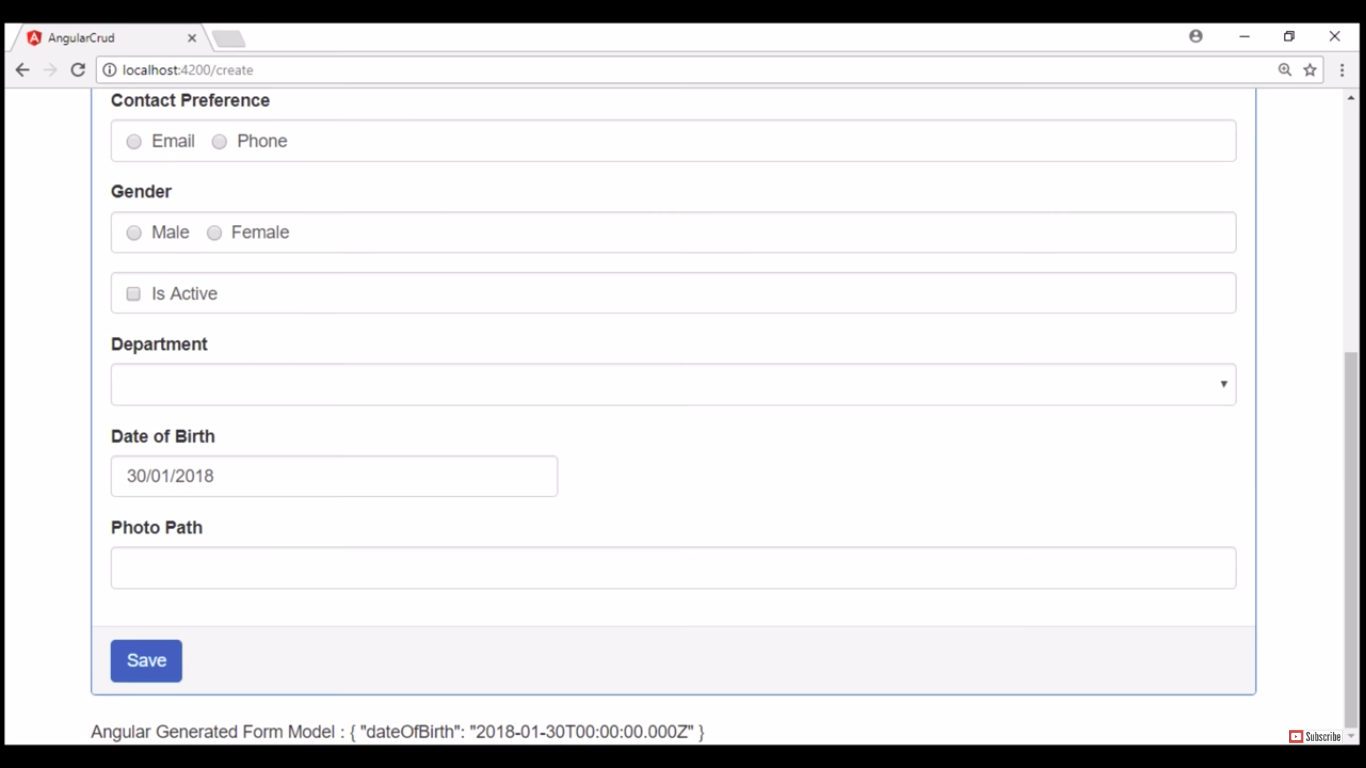 AngularCrud
localhost:4200/create
Contact Preference
Email Phone
Gender
Male Female
Is Active
Department
Date of Birth
30/01/2018
Photo Path
Save
Angular Generated Form Model : { "dateOfBirth": "2018-01-30T00:00:00.000Z" }
Subscribe